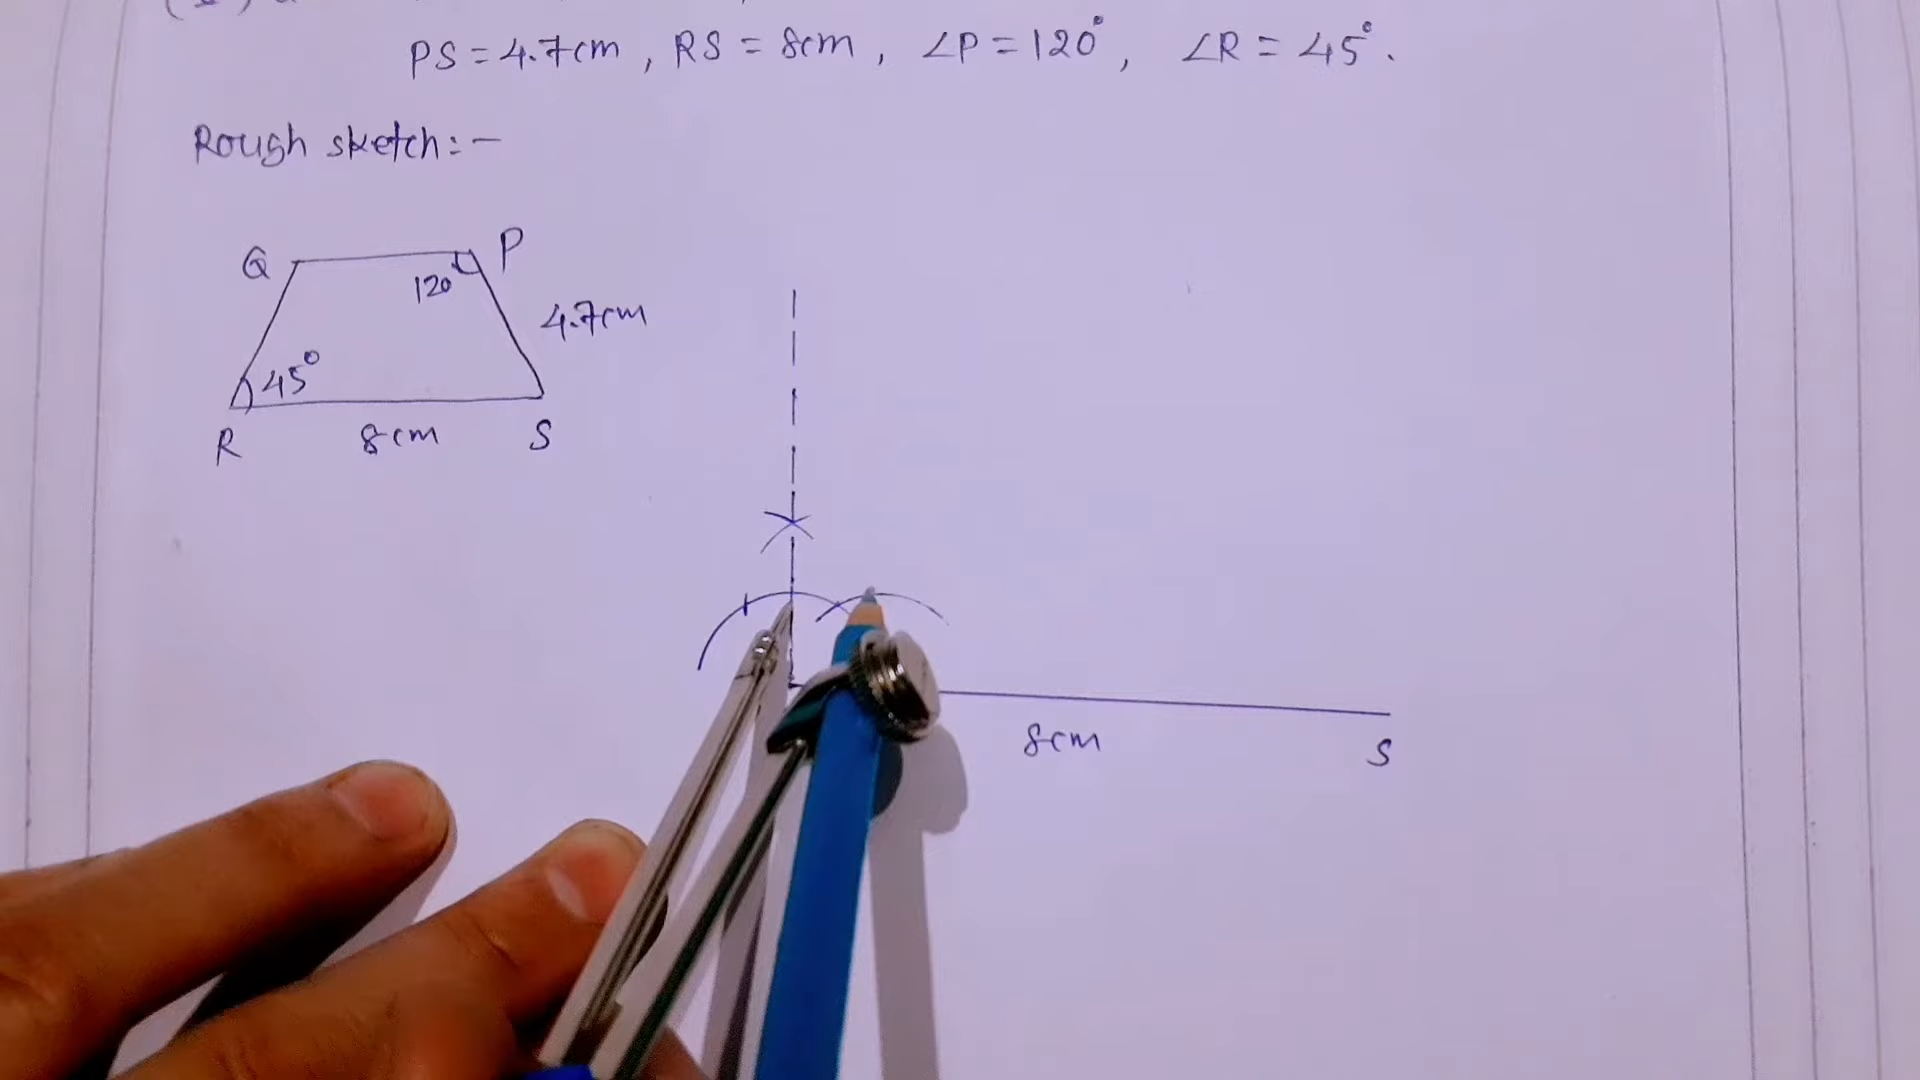 PS = 4.7cm, RS = 8cm, ∠P = 120°, ∠R = 45°.
Rough sketch:-
Q P
120
4.7cm
45°
R 8cm S
8cm
S